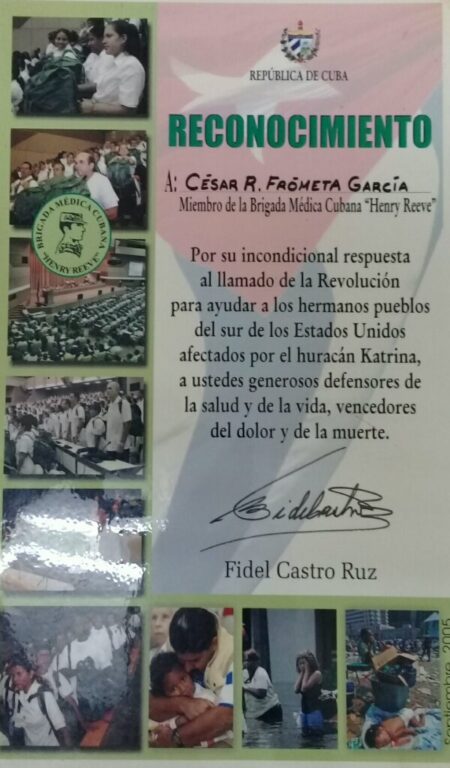 REPÚBLICA DE CUBA
RECONOCIMIENTO
A: CÉSAR R. FRÓMETA GARCÍA
Miembro de la Brigada Médica Cubana "Henry Reeve"
BRIGADA MÉDICA CUBANA
"HENRY REEVE"
Por su incondicional respuesta
al llamado de la Revolución
para ayudar a los hermanos pueblos
del sur de los Estados Unidos
afectados por el huracán Katrina,
a ustedes generosos defensores de
la salud y de la vida, vencedores
del dolor y de la muerte.
Fidel Castro Ruz
Septiembre, 2005